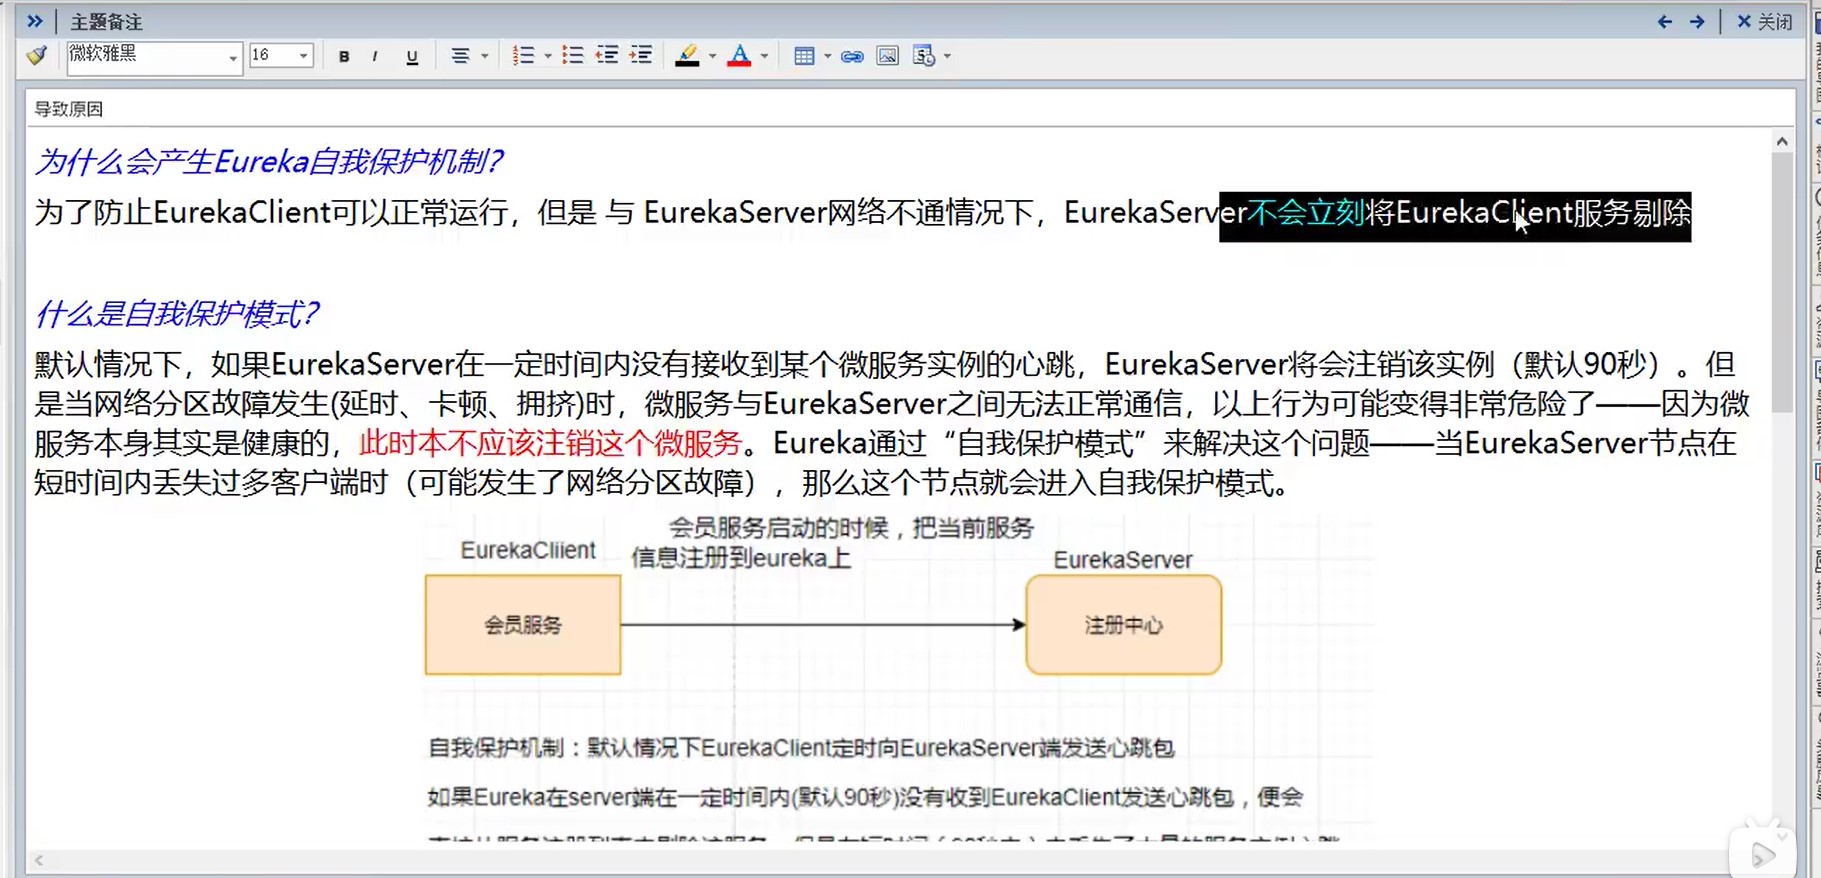 主题备注
关闭
微软雅黑
16
B I U
导致原因
为什么会产生Eureka自我保护机制?
为了防止EurekaClient可以正常运行，但是 与 EurekaServer网络不通情况下，EurekaServer不会立刻将EurekaClient服务剔除
什么是自我保护模式?
默认情况下，如果EurekaServer在一定时间内没有接收到某个微服务实例的心跳，EurekaServer将会注销该实例（默认90秒）。但
是当网络分区故障发生(延时、卡顿、拥挤)时，微服务与EurekaServer之间无法正常通信，以上行为可能变得非常危险了——因为微
服务本身其实是健康的，此时本不应该注销这个微服务。Eureka通过“自我保护模式”来解决这个问题——当EurekaServer节点在
短时间内丢失过多客户端时（可能发生了网络分区故障），那么这个节点就会进入自我保护模式。
会员服务启动的时候，把当前服务
信息注册到eureka上
EurekaCliient
EurekaServer
会员服务
注册中心
自我保护机制：默认情况下EurekaClient定时向EurekaServer端发送心跳包
如果Eureka在server端在一定时间内(默认90秒)没有收到EurekaClient发送心跳包，便会